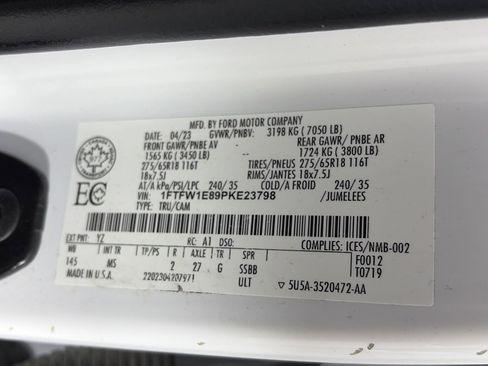 MFD. BY FORD MOTOR COMPANY
DATE: 04/23 GVWR/PNBV: 3198 KG ( 7050 LB)
FRONT GAWR/PNBE AV REAR GAWR/ PNBE AR
1565 KG ( 3450 LB) 1724 KG ( 3800 LB)
275/65R18 116T TIRES/PNEUS 275/65R18 116T
18x7.5J RIMS/JANTES 18x7.5J
AT/A kPa/PSI/LPC 240/ 35 COLD/A FROID 240/ 35
VIN: 1FTFW1E89PKE23798 /JUMELEES
TYPE: TRU/CAM
EC
EXT PNT: YZ RC: A1 DSO: COMPLIES: ICES/NMB-002
WB INT TR TP/PS R AXLE TR SPR F0012
145 MS 2 27 G SSBB T0719
MADE IN U.S.A. 2202304207971 ULT 5U5A-3520472-AA